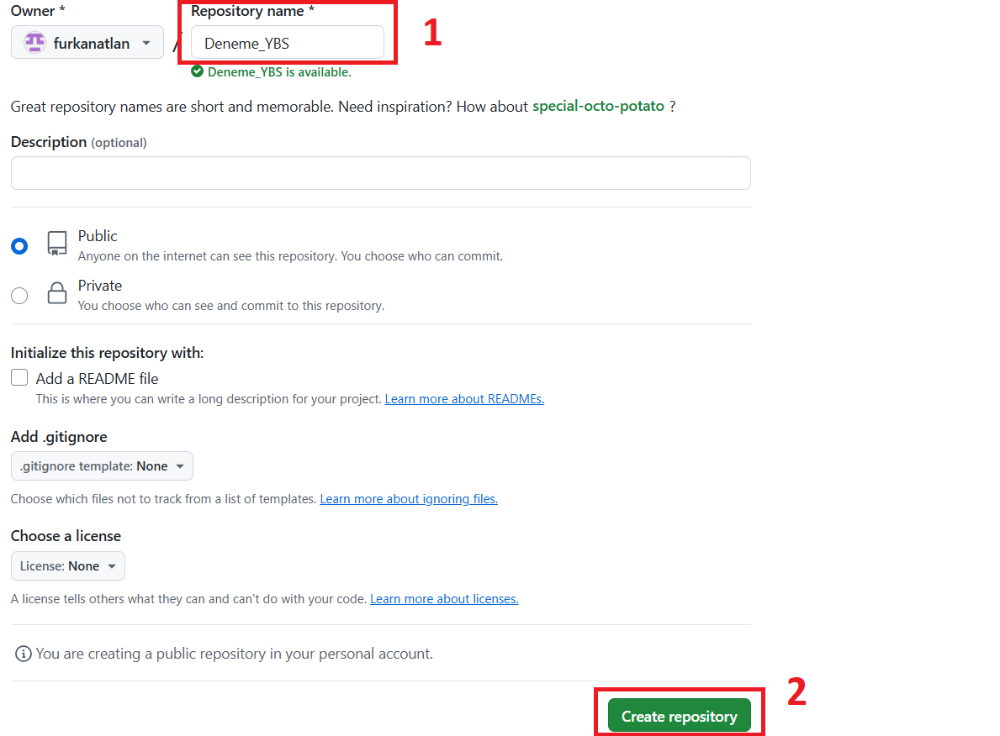 Owner *
Repository name *
1
furkanatlan
/
Deneme_YBS
Deneme_YBS is available.
Great repository names are short and memorable. Need inspiration? How about special-octo-potato ?
Description (optional)
Public
Anyone on the internet can see this repository. You choose who can commit.
Private
You choose who can see and commit to this repository.
Initialize this repository with:
Add a README file
This is where you can write a long description for your project. Learn more about READMEs.
Add .gitignore
.gitignore template: None
Choose which files not to track from a list of templates. Learn more about ignoring files.
Choose a license
License: None
A license tells others what they can and can't do with your code. Learn more about licenses.
You are creating a public repository in your personal account.
2
Create repository